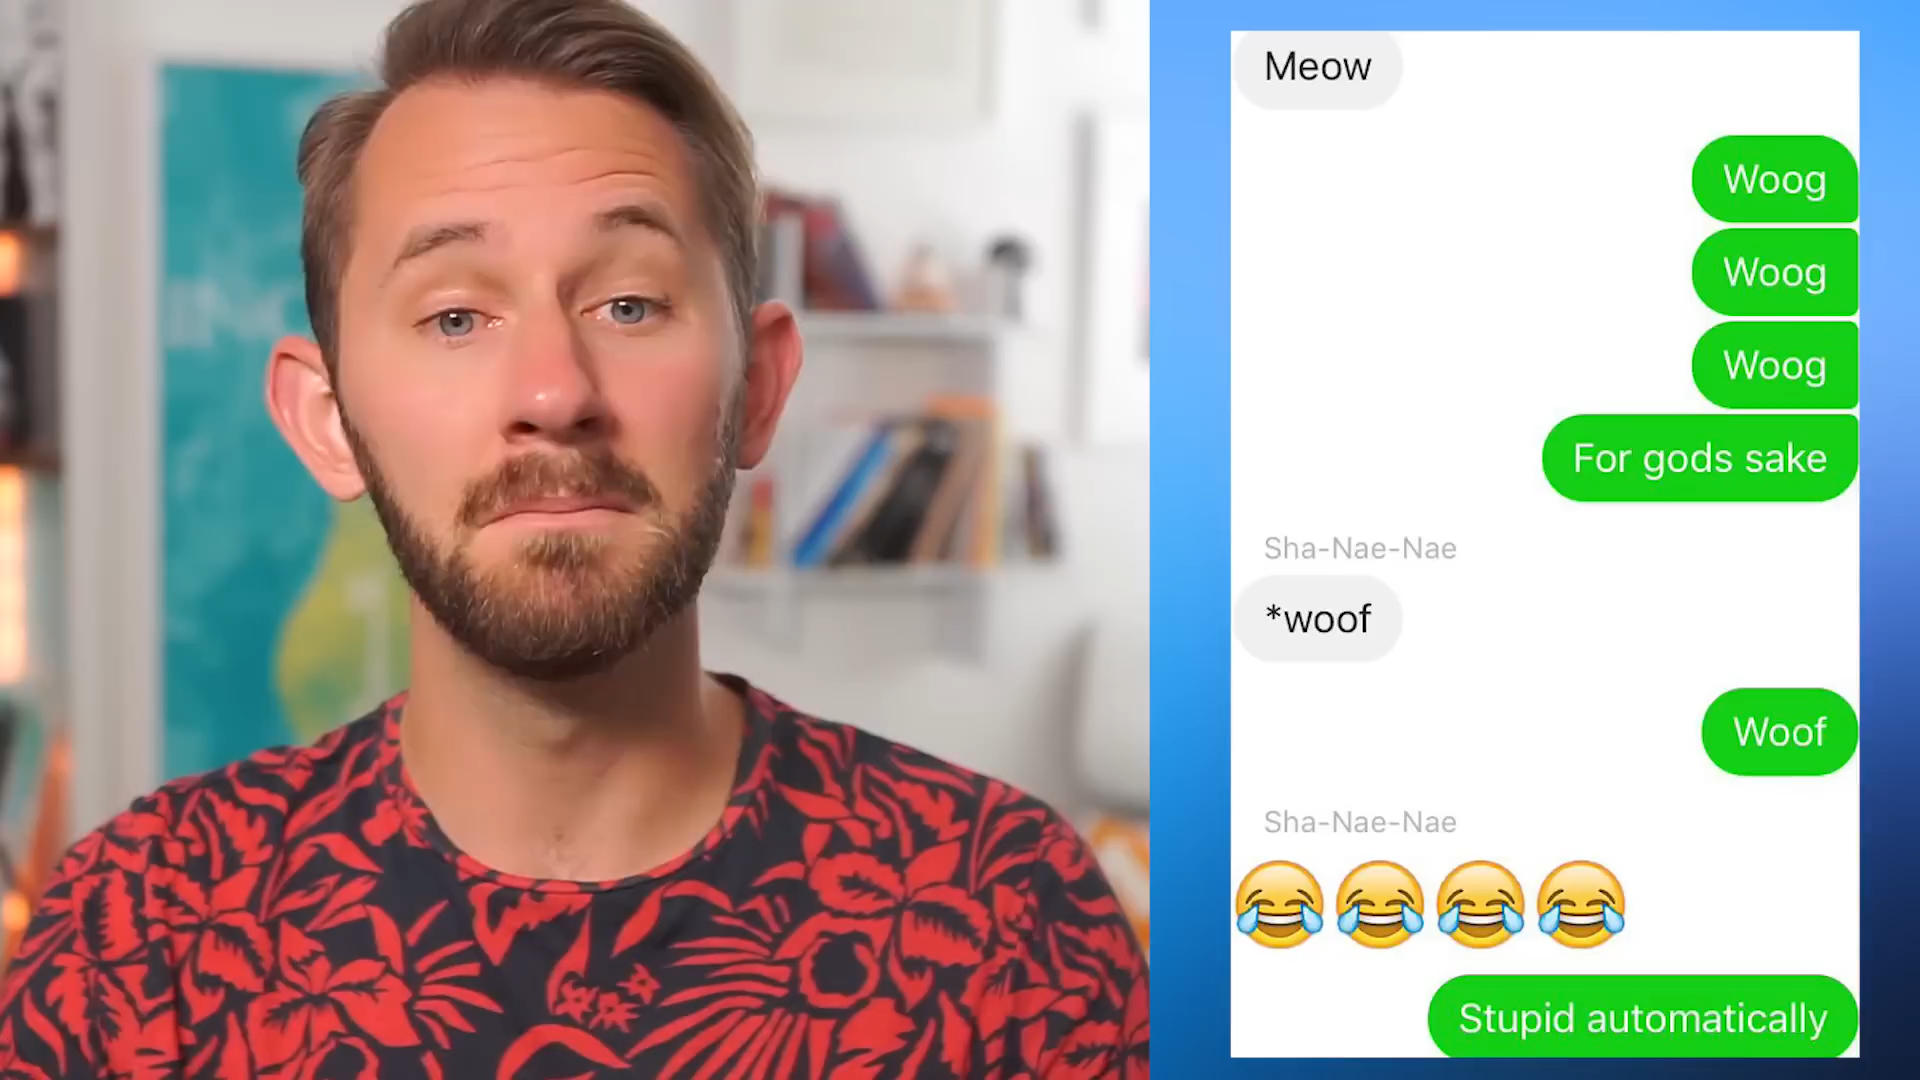 Meow
Woog
Woog
Woog
For gods sake
Sha-Nae-Nae
*woof
Woof
Sha-Nae-Nae
😂😂😂😂
Stupid automatically